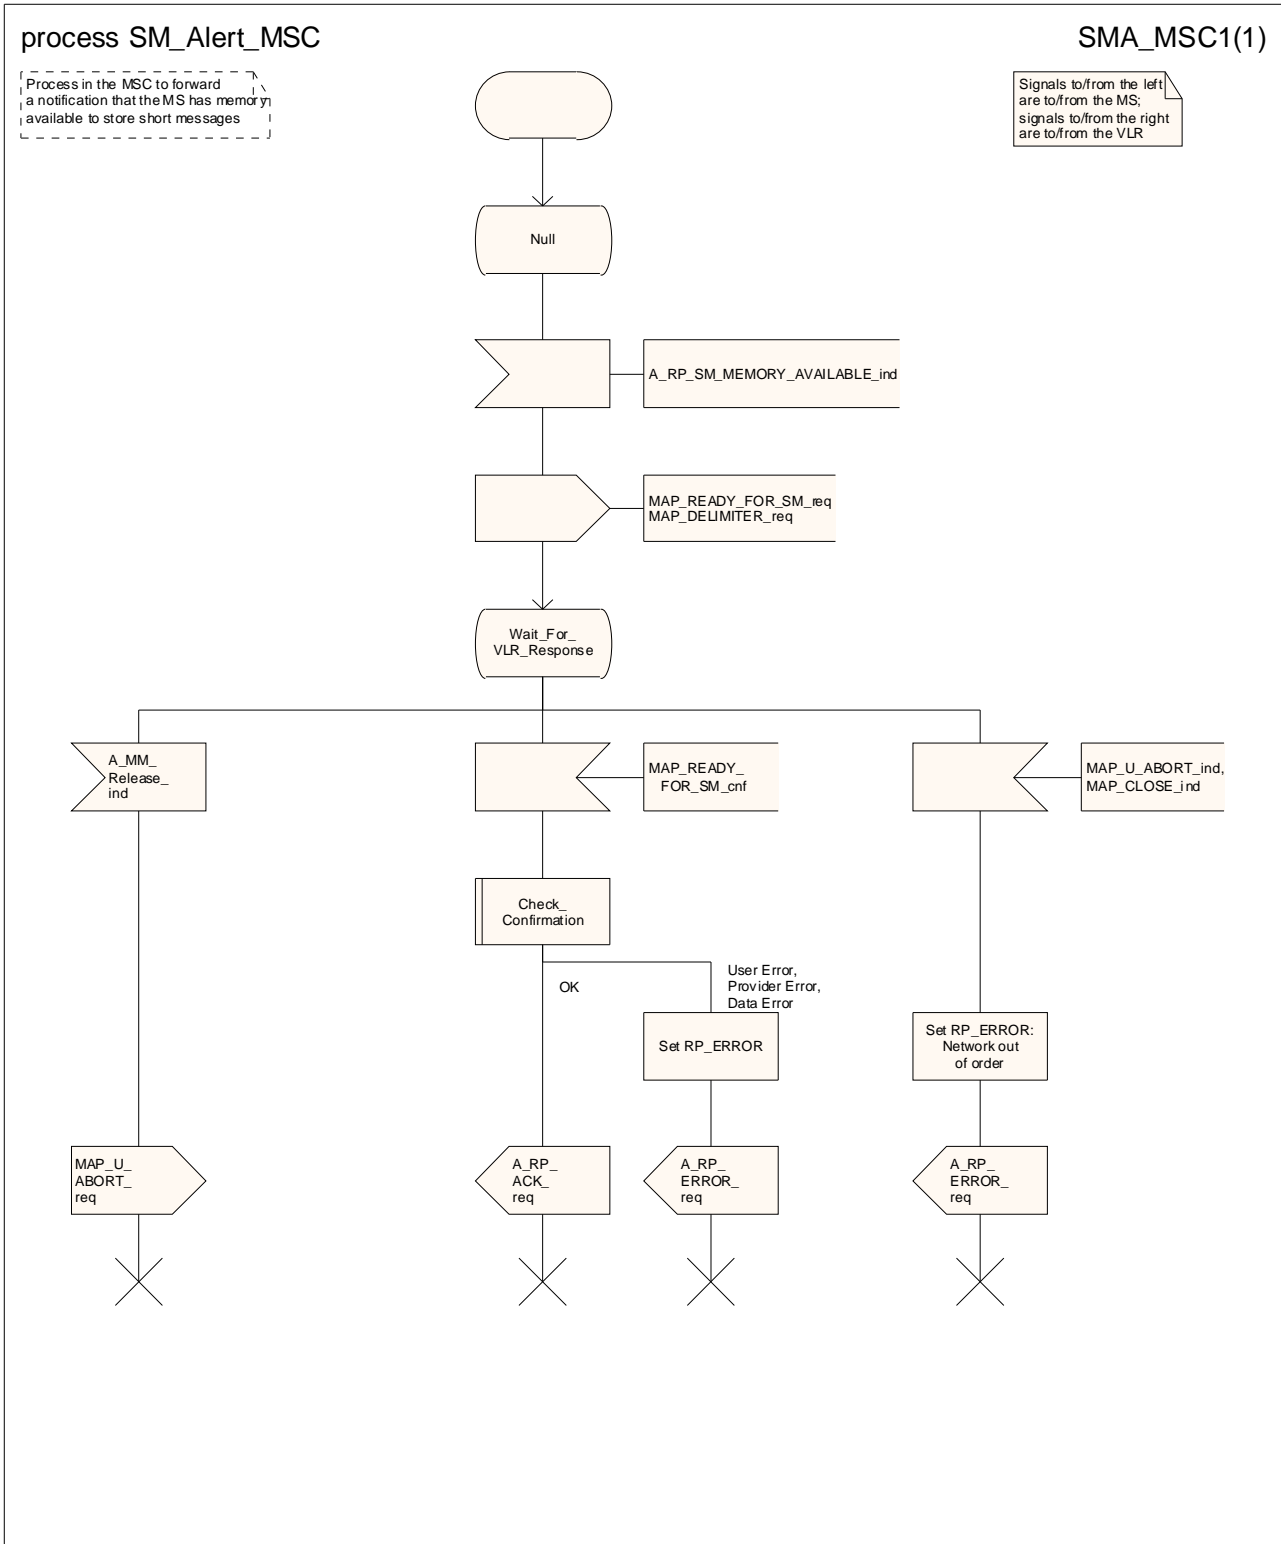 process SM_Alert_MSC
SMA_MSC1(1)
Process in the MSC to forward
a notification that the MS has memory
available to store short messages
Signals to/from the left
are to/from the MS;
signals to/from the right
are to/from the VLR
Null
A_RP_SM_MEMORY_AVAILABLE_ind
MAP_READY_FOR_SM_req
MAP_DELIMITER_req
Wait_For_
VLR_Response
A_MM_
Release_
ind
MAP_READY_
FOR_SM_cnf
MAP_U_ABORT_ind,
MAP_CLOSE_ind
Check_
Confirmation
OK
User Error,
Provider Error,
Data Error
Set RP_ERROR
Set RP_ERROR:
Network out
of order
MAP_U_
ABORT_
req
A_RP_
ACK_
req
A_RP_
ERROR_
req
A_RP_
ERROR_
req